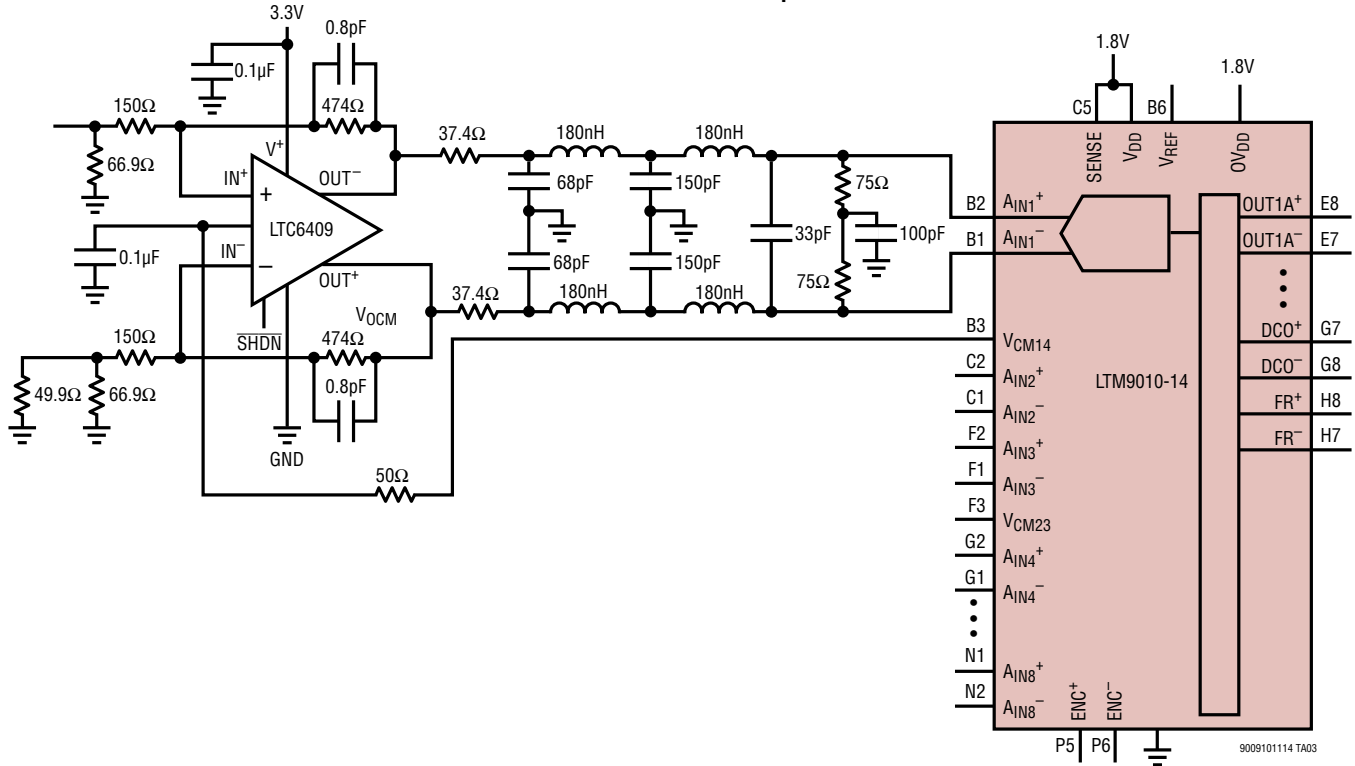 3.3V
0.8pF
0.1µF
150Ω
474Ω
66.9Ω
V+
IN+
OUT−
+
LTC6409
0.1µF
IN−
−
OUT+
SHDN
VOCM
150Ω
474Ω
0.8pF
49.9Ω
66.9Ω
GND
50Ω
37.4Ω
180nH
180nH
68pF
150pF
75Ω
33pF
100pF
68pF
150pF
75Ω
37.4Ω
180nH
180nH
1.8V
1.8V
C5
B6
SENSE
VDD
VREF
OVDD
B2
AIN1+
B1
AIN1−
B3
VCM14
C2
AIN2+
C1
AIN2−
F2
AIN3+
F1
AIN3−
F3
VCM23
G2
AIN4+
G1
AIN4−
N1
AIN8+
N2
AIN8−
LTM9010-14
OUT1A+
E8
OUT1A−
E7
DCO+
G7
DCO−
G8
FR+
H8
FR−
H7
ENC+
ENC−
P5
P6
9009101114 TA03